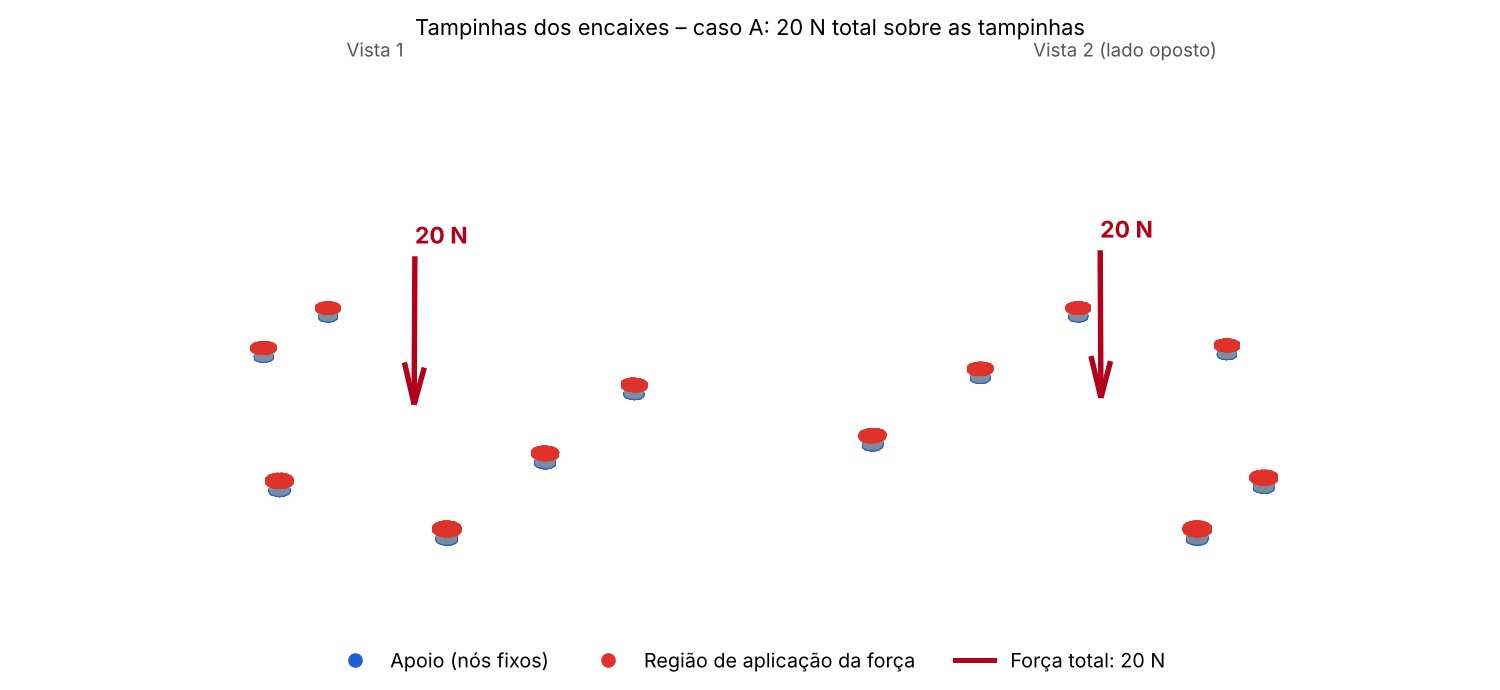 Tampinhas dos encaixes – caso A: 20 N total sobre as tampinhas
Vista 1
Vista 2 (lado oposto)
20 N
20 N
Apoio (nós fixos)
Região de aplicação da força
Força total: 20 N